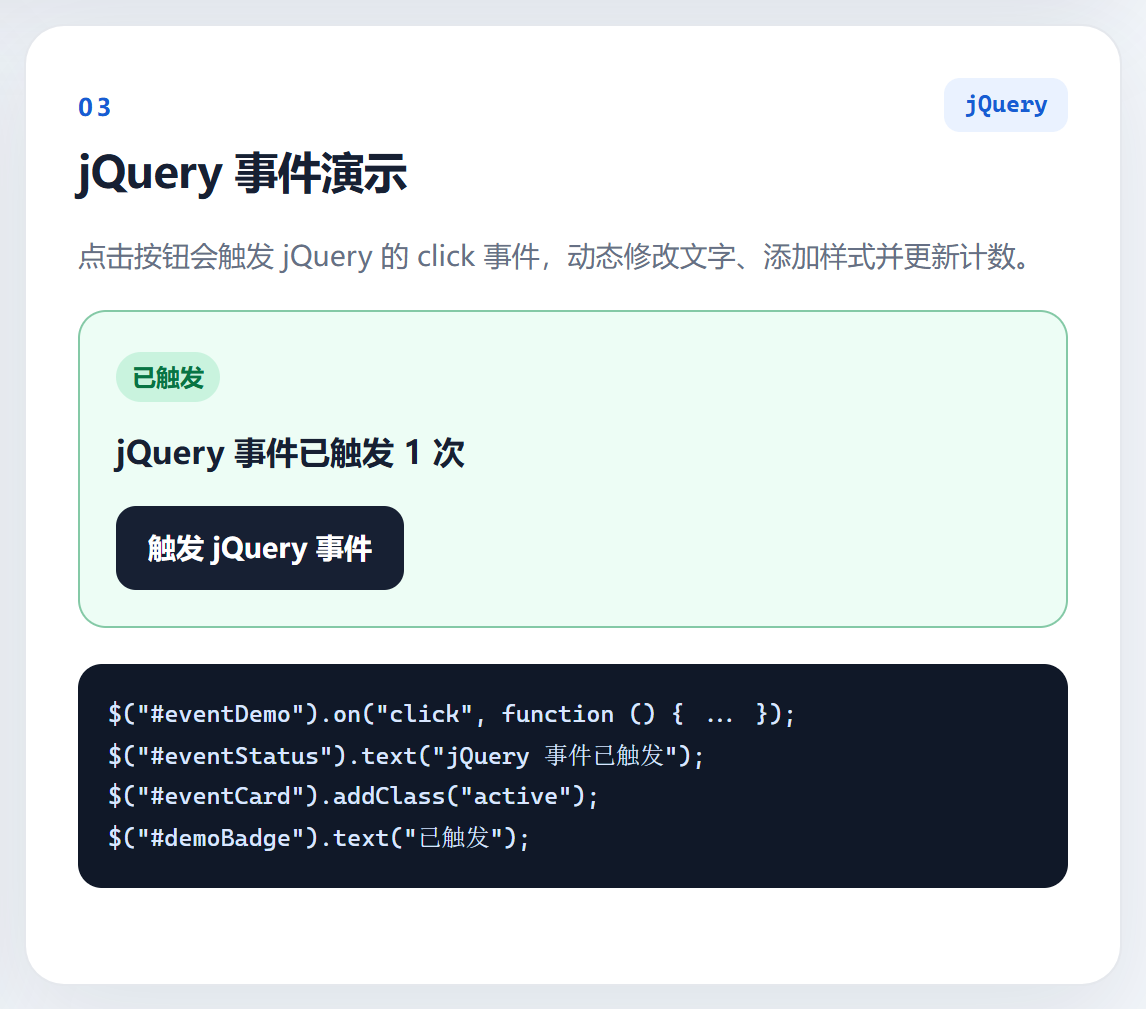 03
jQuery
jQuery 事件演示
点击按钮会触发 jQuery 的 click 事件，动态修改文字、添加样式并更新计数。
已触发
jQuery 事件已触发 1 次
触发 jQuery 事件
$("#eventDemo").on("click", function () { ... });
$("#eventStatus").text("jQuery 事件已触发");
$("#eventCard").addClass("active");
$("#demoBadge").text("已触发");